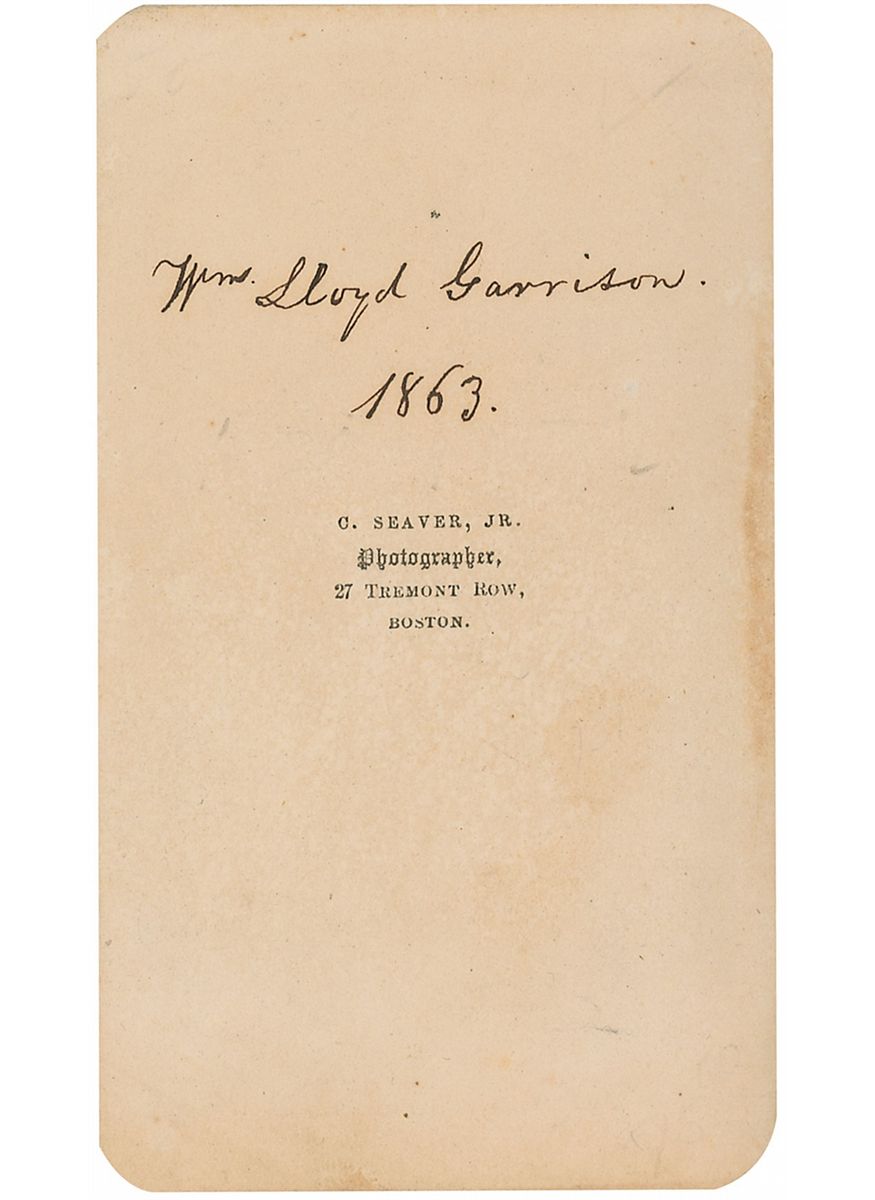 Wm. Lloyd Garrison.
1863.
C. SEAVER, JR.
Photographer,
27 TREMONT ROW,
BOSTON.